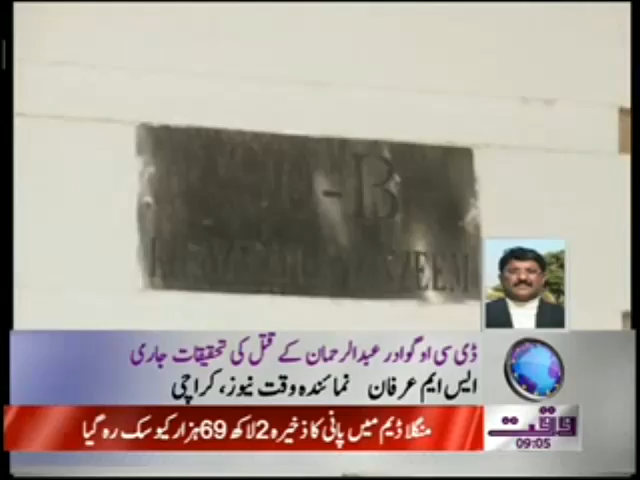 -B
ڈی سی او گوادر عبدالرحمان کے قتل کی تحقیقات جاری
ایس ایم عرفان نمائندہ وقت نیوز، کراچی
منگلا ڈیم میں پانی کا ذخیرہ 2 لاکھ 69 ہزار کیوسک رہ گیا
وقت
09:05